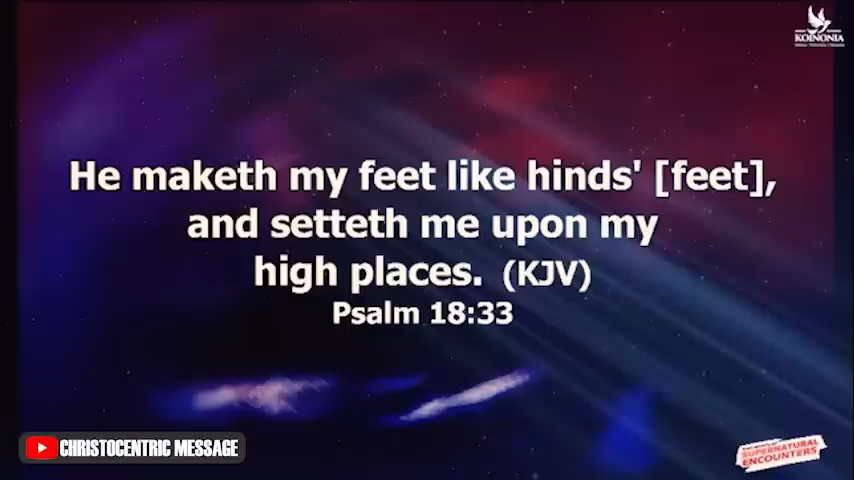 KOINONIA
He maketh my feet like hinds' [feet],
and setteth me upon my
high places. (KJV)
Psalm 18:33
CHRISTOCENTRIC MESSAGE
SUPERNATURAL
ENCOUNTERS